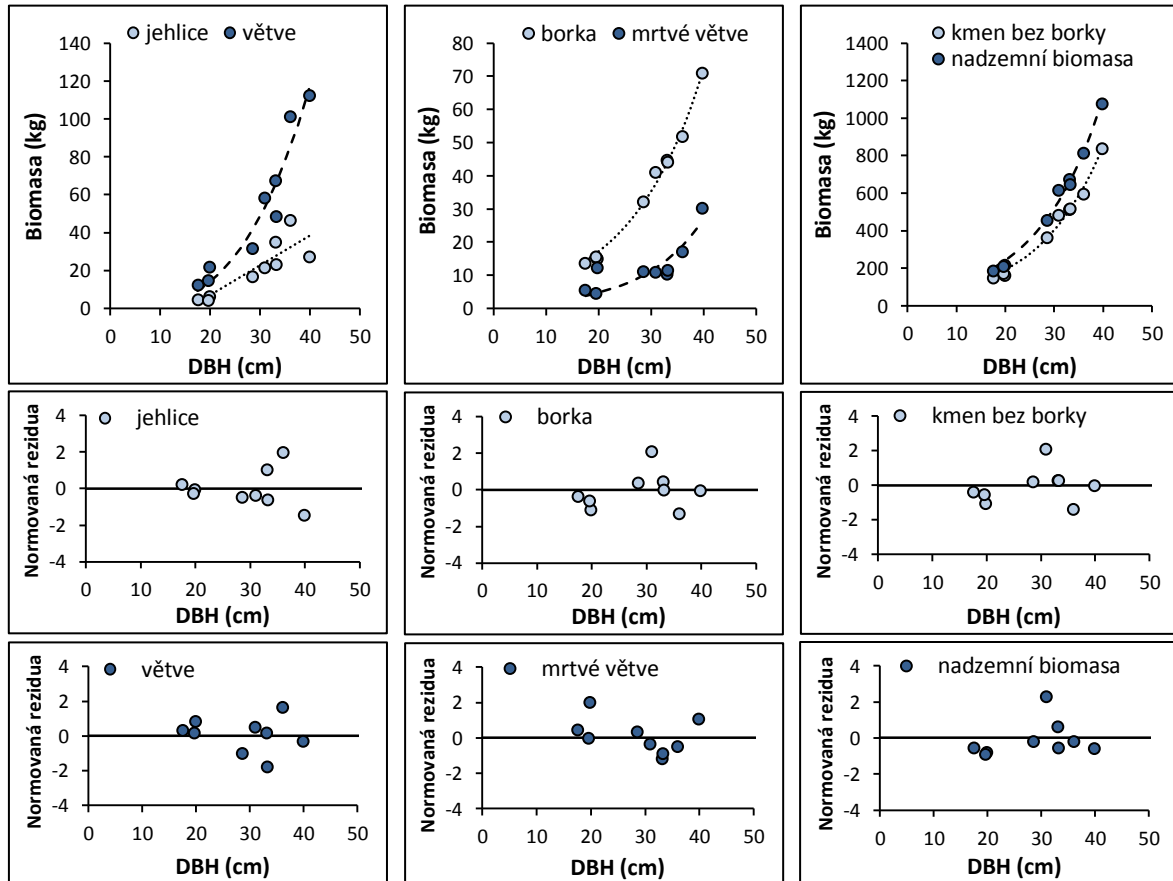 jehlice větve
Biomasa (kg)
140
120
100
80
60
40
20
0
0 10 20 30 40 50
DBH (cm)
borka mrtvé větve
Biomasa (kg)
80
70
60
50
40
30
20
10
0
0 10 20 30 40 50
DBH (cm)
kmen bez borky
nadzemní biomasa
Biomasa (kg)
1400
1200
1000
800
600
400
200
0
0 10 20 30 40 50
DBH (cm)
jehlice
Normovaná rezidua
4
2
0
-2
-4
0 10 20 30 40 50
DBH (cm)
borka
Normovaná rezidua
4
2
0
-2
-4
0 10 20 30 40 50
DBH (cm)
kmen bez borky
Normovaná rezidua
4
2
0
-2
-4
0 10 20 30 40 50
DBH (cm)
větve
Normovaná rezidua
4
2
0
-2
-4
0 10 20 30 40 50
DBH (cm)
mrtvé větve
Normovaná rezidua
4
2
0
-2
-4
0 10 20 30 40 50
DBH (cm)
nadzemní biomasa
Normovaná rezidua
4
2
0
-2
-4
0 10 20 30 40 50
DBH (cm)